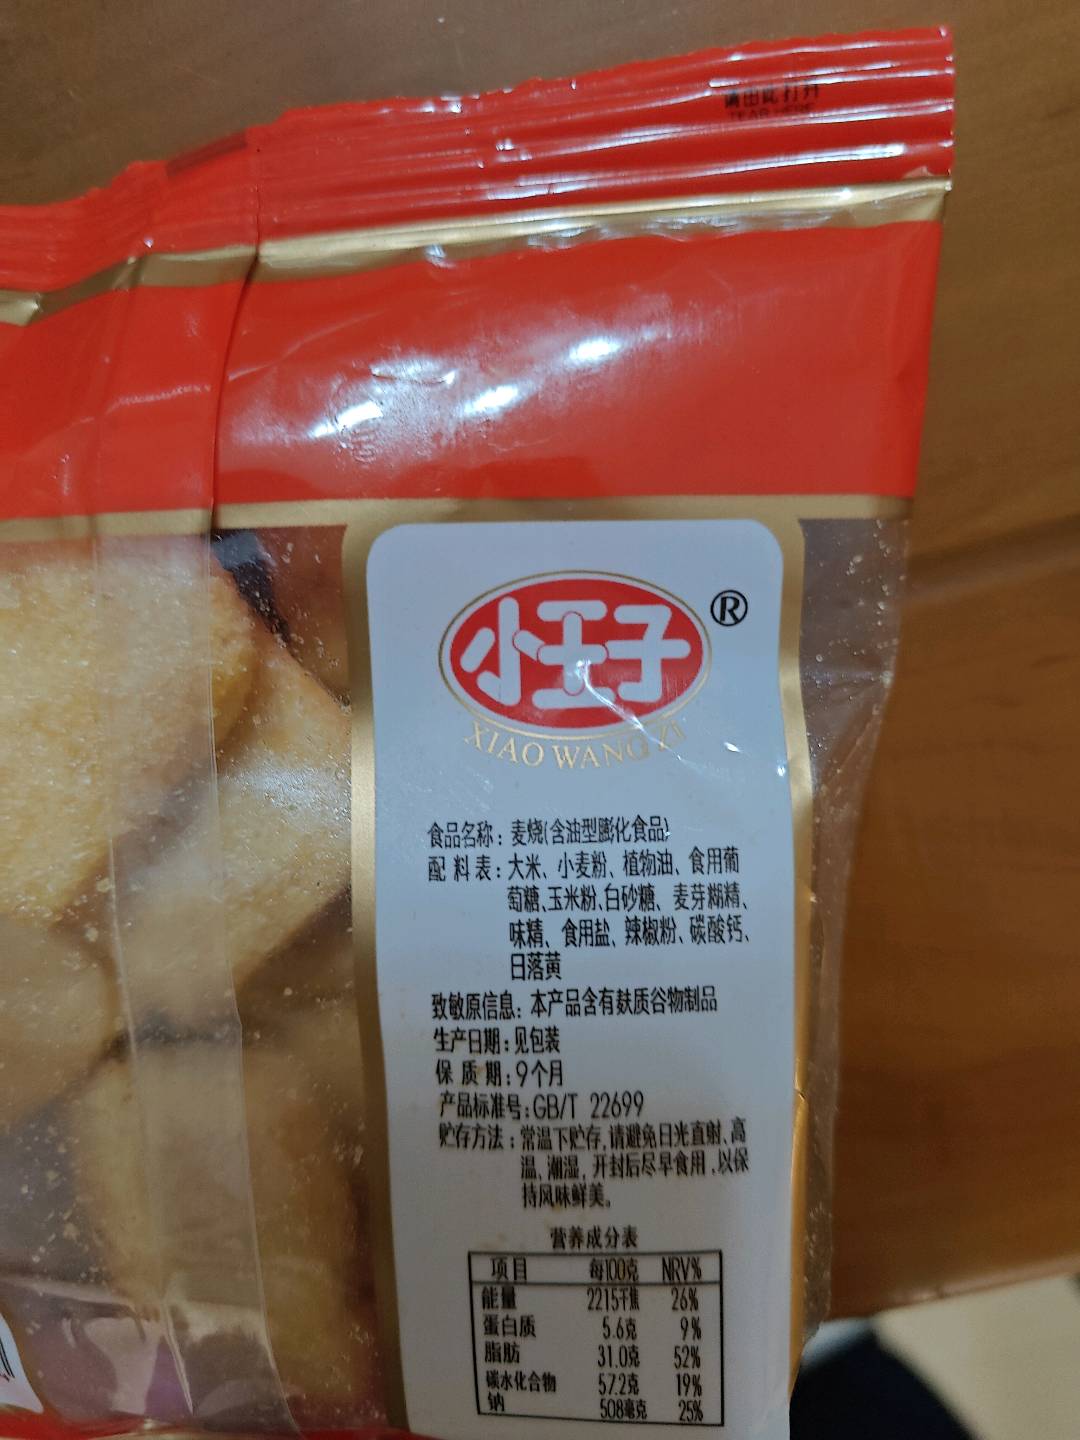 请由此打开
TEAR HERE
小王子
®
XIAO WANG ZI
食品名称：麦烧(含油型膨化食品)
配料表：大米、小麦粉、植物油、食用葡
萄糖、玉米粉、白砂糖、麦芽糊精、
味精、食用盐、辣椒粉、碳酸钙、
日落黄
致敏原信息：本产品含有麸质谷物制品
生产日期：见包装
保质期：9个月
产品标准号：GB/T 22699
贮存方法：常温下贮存,请避免日光直射、高
温、潮湿,开封后尽早食用,以保
持风味鲜美。
营养成分表
项目 每100克 NRV%
能量 2215千焦 26%
蛋白质 5.6克 9%
脂肪 31.0克 52%
碳水化合物 57.2克 19%
钠 508毫克 25%